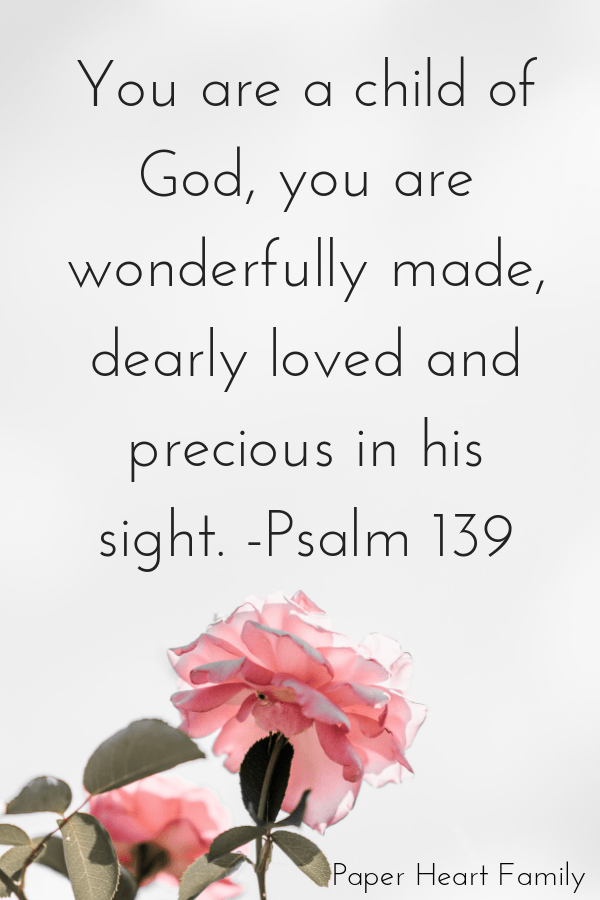 You are a child of
God, you are
wonderfully made,
dearly loved and
precious in his
sight. -Psalm 139
Paper Heart Family